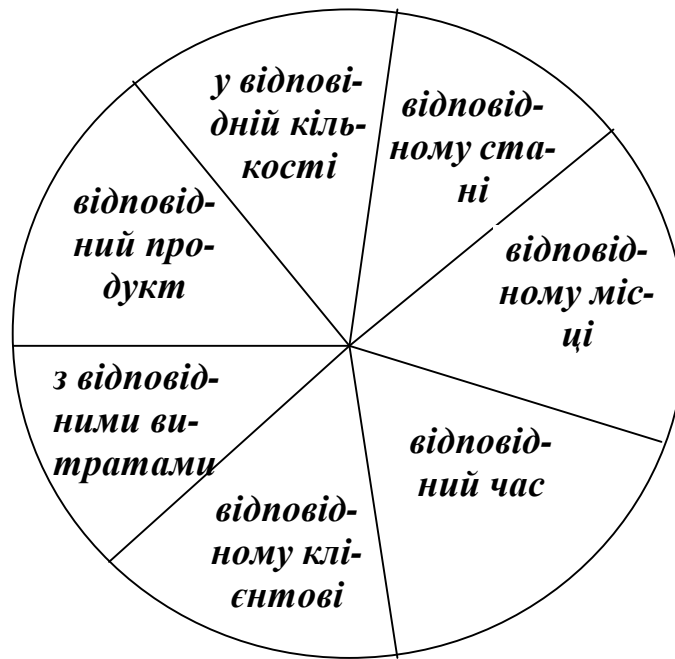 у відпові-
дній кіль-
кості
відповід-
ному ста-
ні
відповід-
ному міс-
ці
відповід-
ний час
відповід-
ному клі-
єнтові
з відповід-
ними ви-
тратами
відповід-
ний про-
дукт